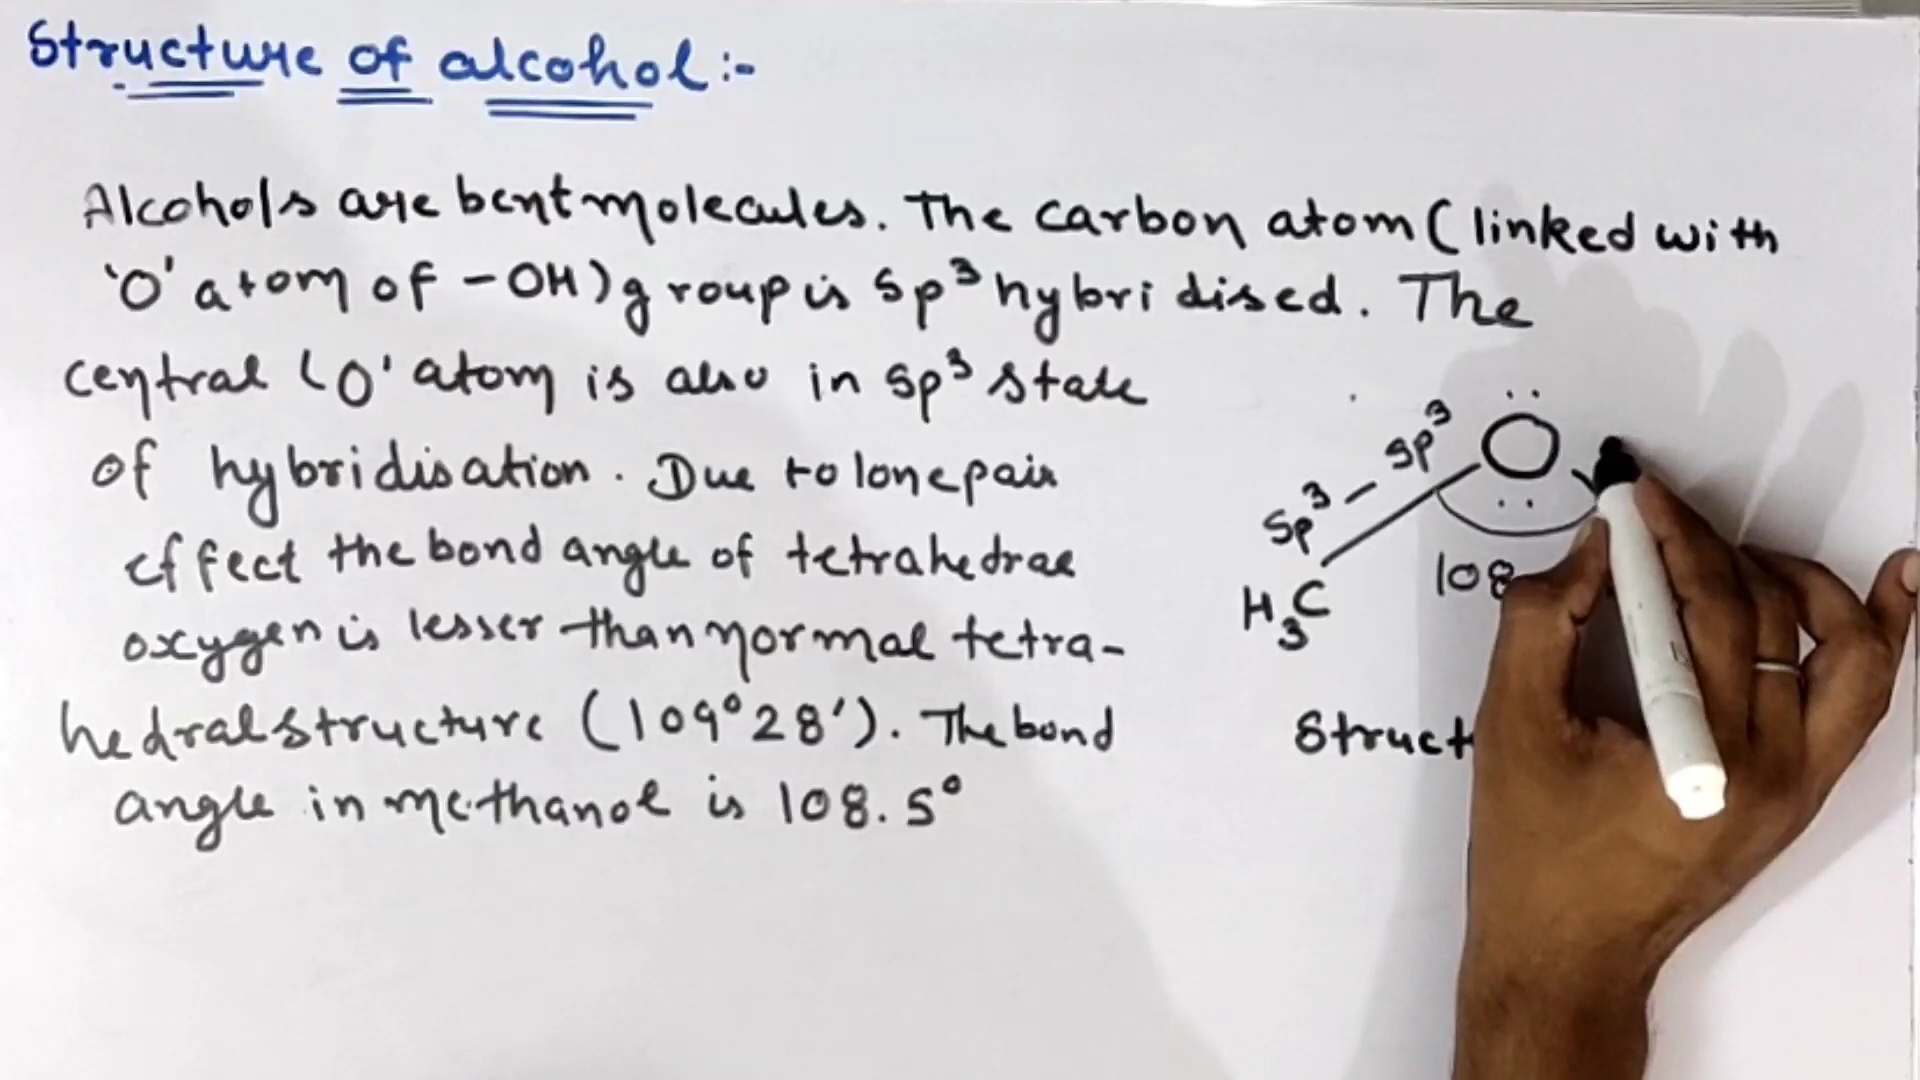 Structure of alcohol :-
Alcohols are bent molecules. The carbon atom (linked with
'O' atom of -OH) group is sp³ hybridised. The
central 'O' atom is also in sp³ state
of hybridisation. Due to lone pair
effect the bond angle of tetrahedral
oxygen is lesser than normal tetra-
hedral structure (109°28'). The bond
angle in methanol is 108.5°
sp³ – sp³ O
108
H₃C
Struct